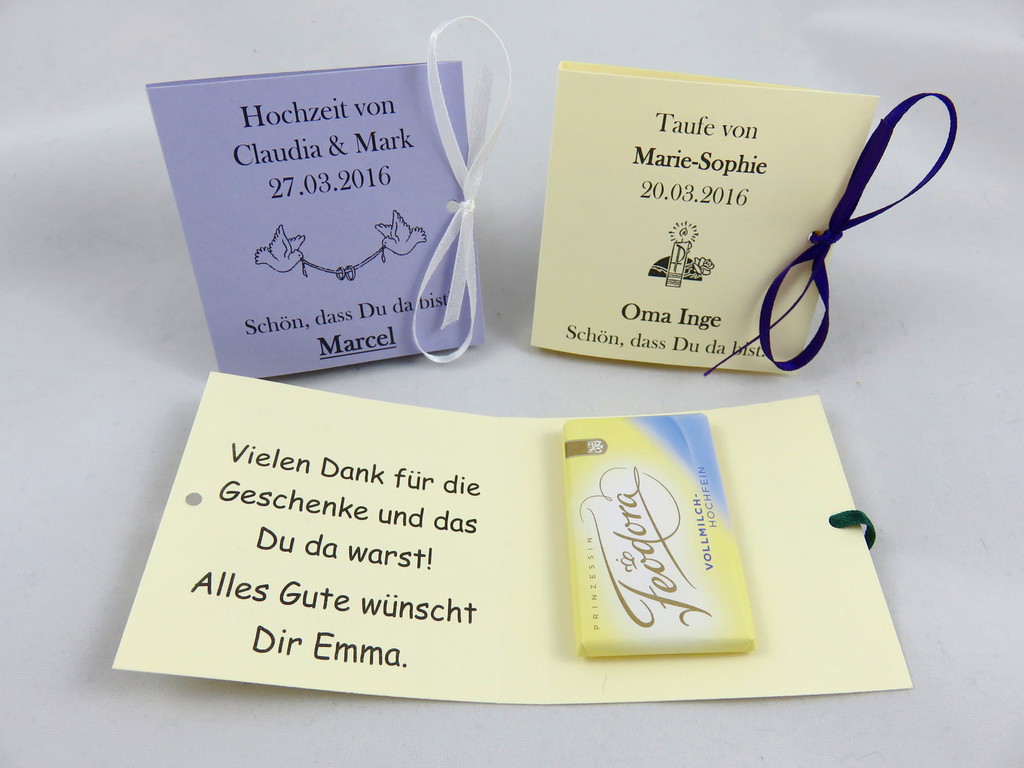 Hochzeit von
Claudia & Mark
27.03.2016
Schön, dass Du da bist
Marcel
Taufe von
Marie-Sophie
20.03.2016
Oma Inge
Schön, dass Du da bist.
Vielen Dank für die
Geschenke und das
Du da warst!
Alles Gute wünscht
Dir Emma.
PRINZESSIN
Feodora
VOLLMILCH-
HOCHFEIN